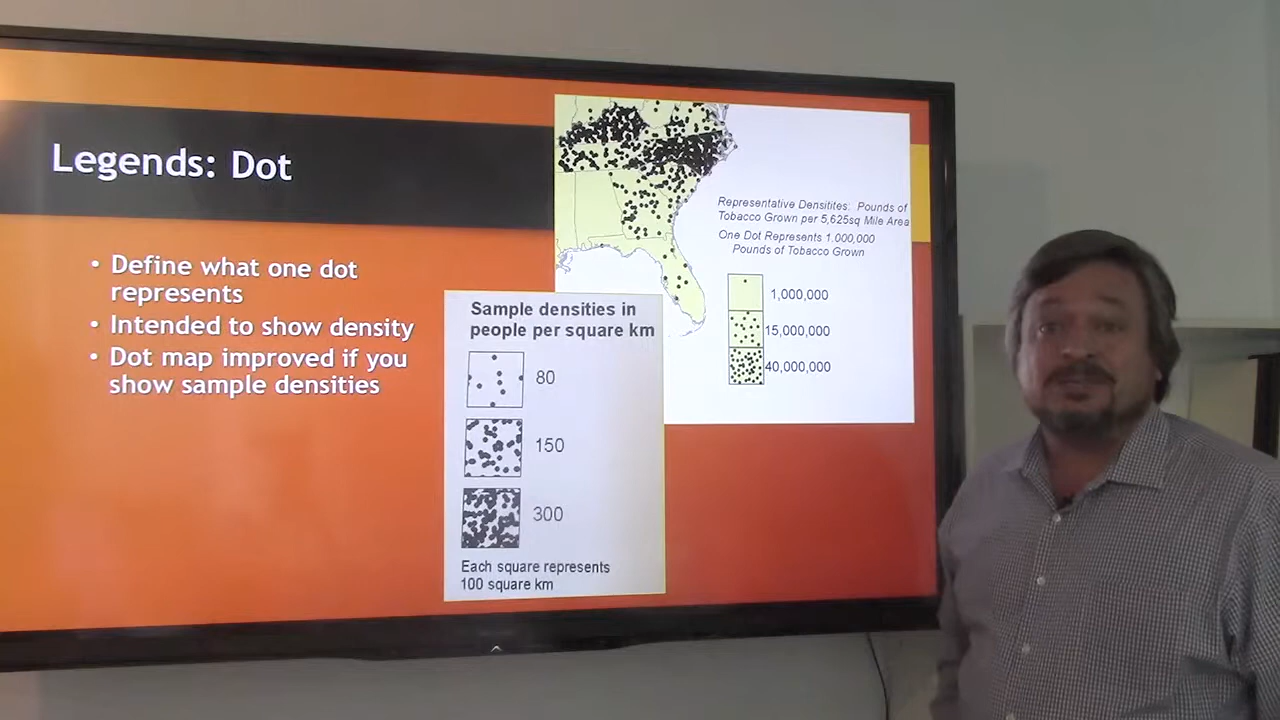 Legends: Dot
• Define what one dot
represents
• Intended to show density
• Dot map improved if you
show sample densities
Sample densities in
people per square km
80
150
300
Each square represents
100 square km
Representative Densitites: Pounds of
Tobacco Grown per 5,625sq Mile Area
One Dot Represents 1.000,000
Pounds of Tobacco Grown
1,000,000
15,000,000
40,000,000